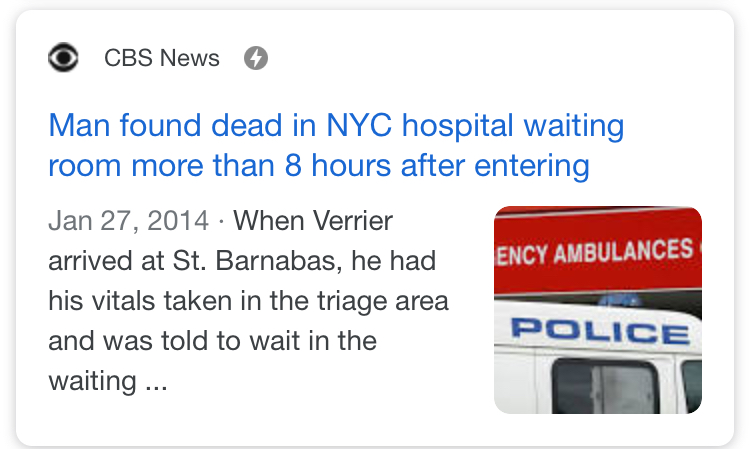 CBS News
Man found dead in NYC hospital waiting
room more than 8 hours after entering
Jan 27, 2014 · When Verrier
arrived at St. Barnabas, he had
his vitals taken in the triage area
and was told to wait in the
waiting ...
ENCY AMBULANCES
POLICE